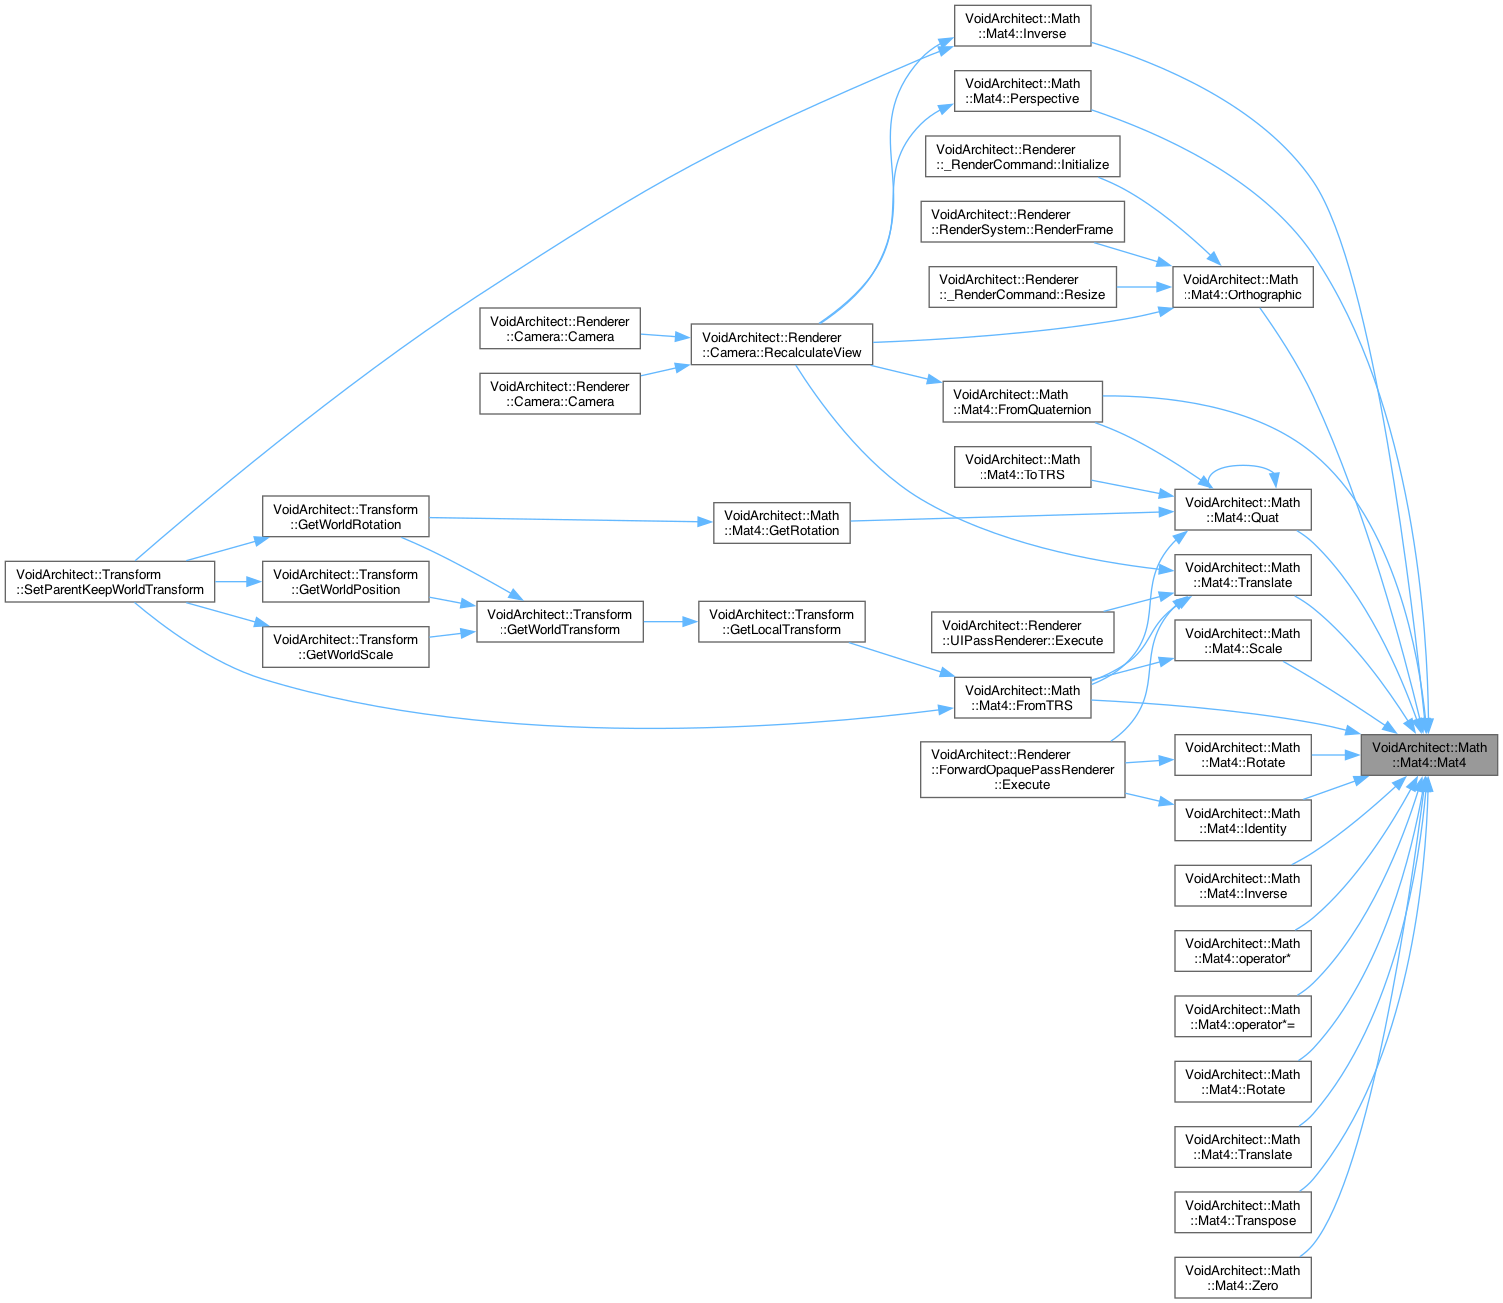 VoidArchitect::Math
::Mat4::Inverse
VoidArchitect::Math
::Mat4::Perspective
VoidArchitect::Renderer
::_RenderCommand::Initialize
VoidArchitect::Renderer
::RenderSystem::RenderFrame
VoidArchitect::Renderer
::_RenderCommand::Resize
VoidArchitect::Math
::Mat4::Orthographic
VoidArchitect::Renderer
::Camera::Camera
VoidArchitect::Renderer
::Camera::RecalculateView
VoidArchitect::Renderer
::Camera::Camera
VoidArchitect::Math
::Mat4::FromQuaternion
VoidArchitect::Math
::Mat4::ToTRS
VoidArchitect::Math
::Mat4::Quat
VoidArchitect::Transform
::GetWorldRotation
VoidArchitect::Math
::Mat4::GetRotation
VoidArchitect::Transform
::SetParentKeepWorldTransform
VoidArchitect::Transform
::GetWorldPosition
VoidArchitect::Math
::Mat4::Translate
VoidArchitect::Transform
::GetWorldScale
VoidArchitect::Transform
::GetWorldTransform
VoidArchitect::Transform
::GetLocalTransform
VoidArchitect::Renderer
::UIPassRenderer::Execute
VoidArchitect::Math
::Mat4::Scale
VoidArchitect::Math
::Mat4::FromTRS
VoidArchitect::Renderer
::ForwardOpaquePassRenderer
::Execute
VoidArchitect::Math
::Mat4::Rotate
VoidArchitect::Math
::Mat4::Mat4
VoidArchitect::Math
::Mat4::Identity
VoidArchitect::Math
::Mat4::Inverse
VoidArchitect::Math
::Mat4::operator*
VoidArchitect::Math
::Mat4::operator*=
VoidArchitect::Math
::Mat4::Rotate
VoidArchitect::Math
::Mat4::Translate
VoidArchitect::Math
::Mat4::Transpose
VoidArchitect::Math
::Mat4::Zero